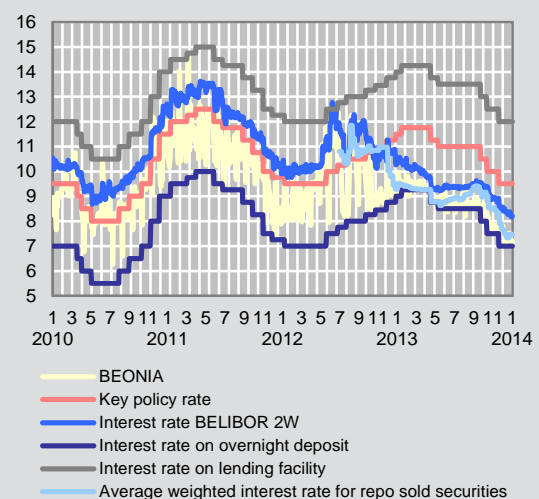 16
15
14
13
12
11
10
9
8
7
6
5
1 3 5 7 9 11 1 3 5 7 9 11 1 3 5 7 9 11 1 3 5 7 9 11 1
2010 2011 2012 2013 2014
BEONIA
Key policy rate
Interest rate BELIBOR 2W
Interest rate on overnight deposit
Interest rate on lending facility
Average weighted interest rate for repo sold securities